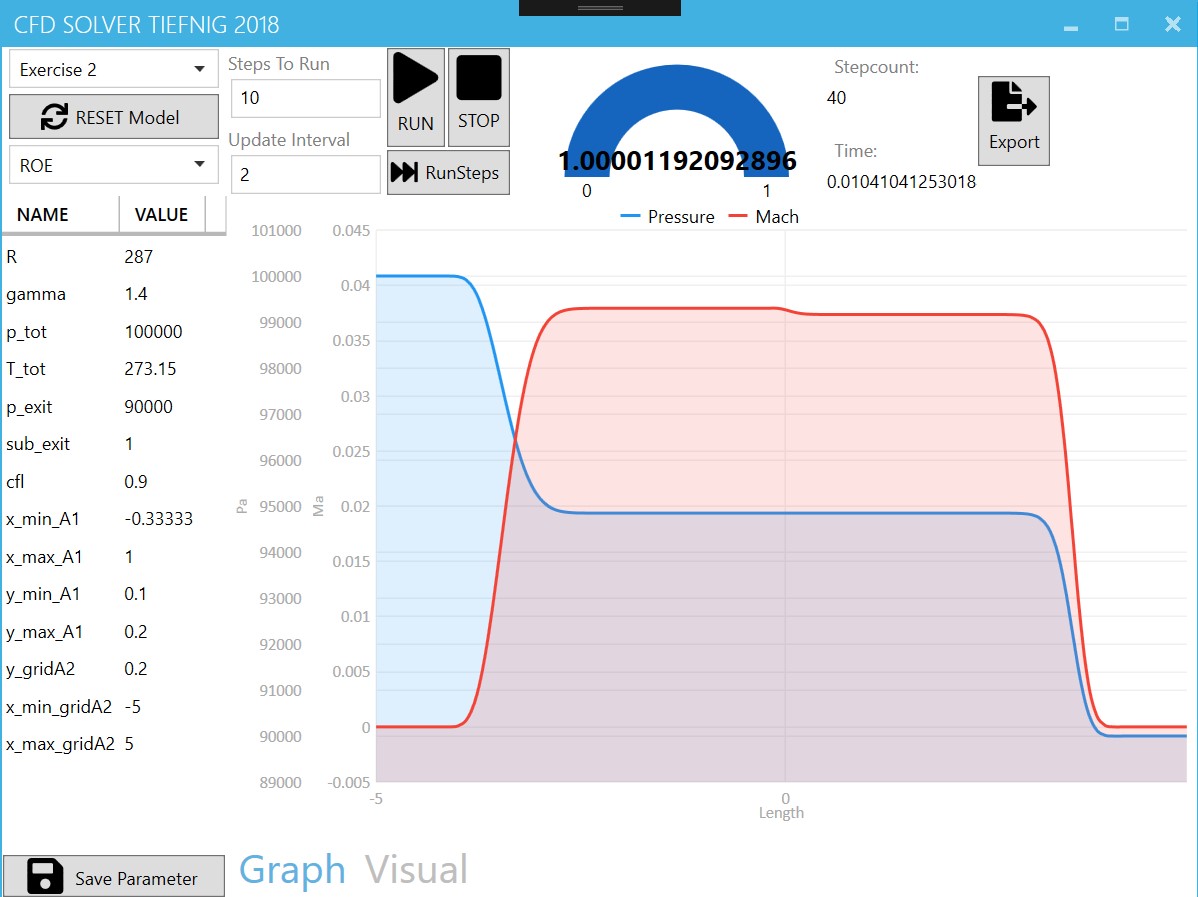 CFD SOLVER TIEFNIG 2018
Exercise 2
RESET Model
ROE
Steps To Run
10
Update Interval
2
RUN
STOP
RunSteps
1.00001192092896
0 1
Stepcount:
40
Time:
0.01041041253018
Export
NAME VALUE
R 287
gamma 1.4
p_tot 100000
T_tot 273.15
p_exit 90000
sub_exit 1
cfl 0.9
x_min_A1 -0.33333
x_max_A1 1
y_min_A1 0.1
y_max_A1 0.2
y_gridA2 0.2
x_min_gridA2 -5
x_max_gridA2 5
Save Parameter
Pressure Mach
101000
100000
99000
98000
97000
96000
95000
94000
93000
92000
91000
90000
89000
Pa
0.045
0.04
0.035
0.03
0.025
0.02
0.015
0.01
0.005
0
-0.005
Ma
-5 0
Length
Graph Visual